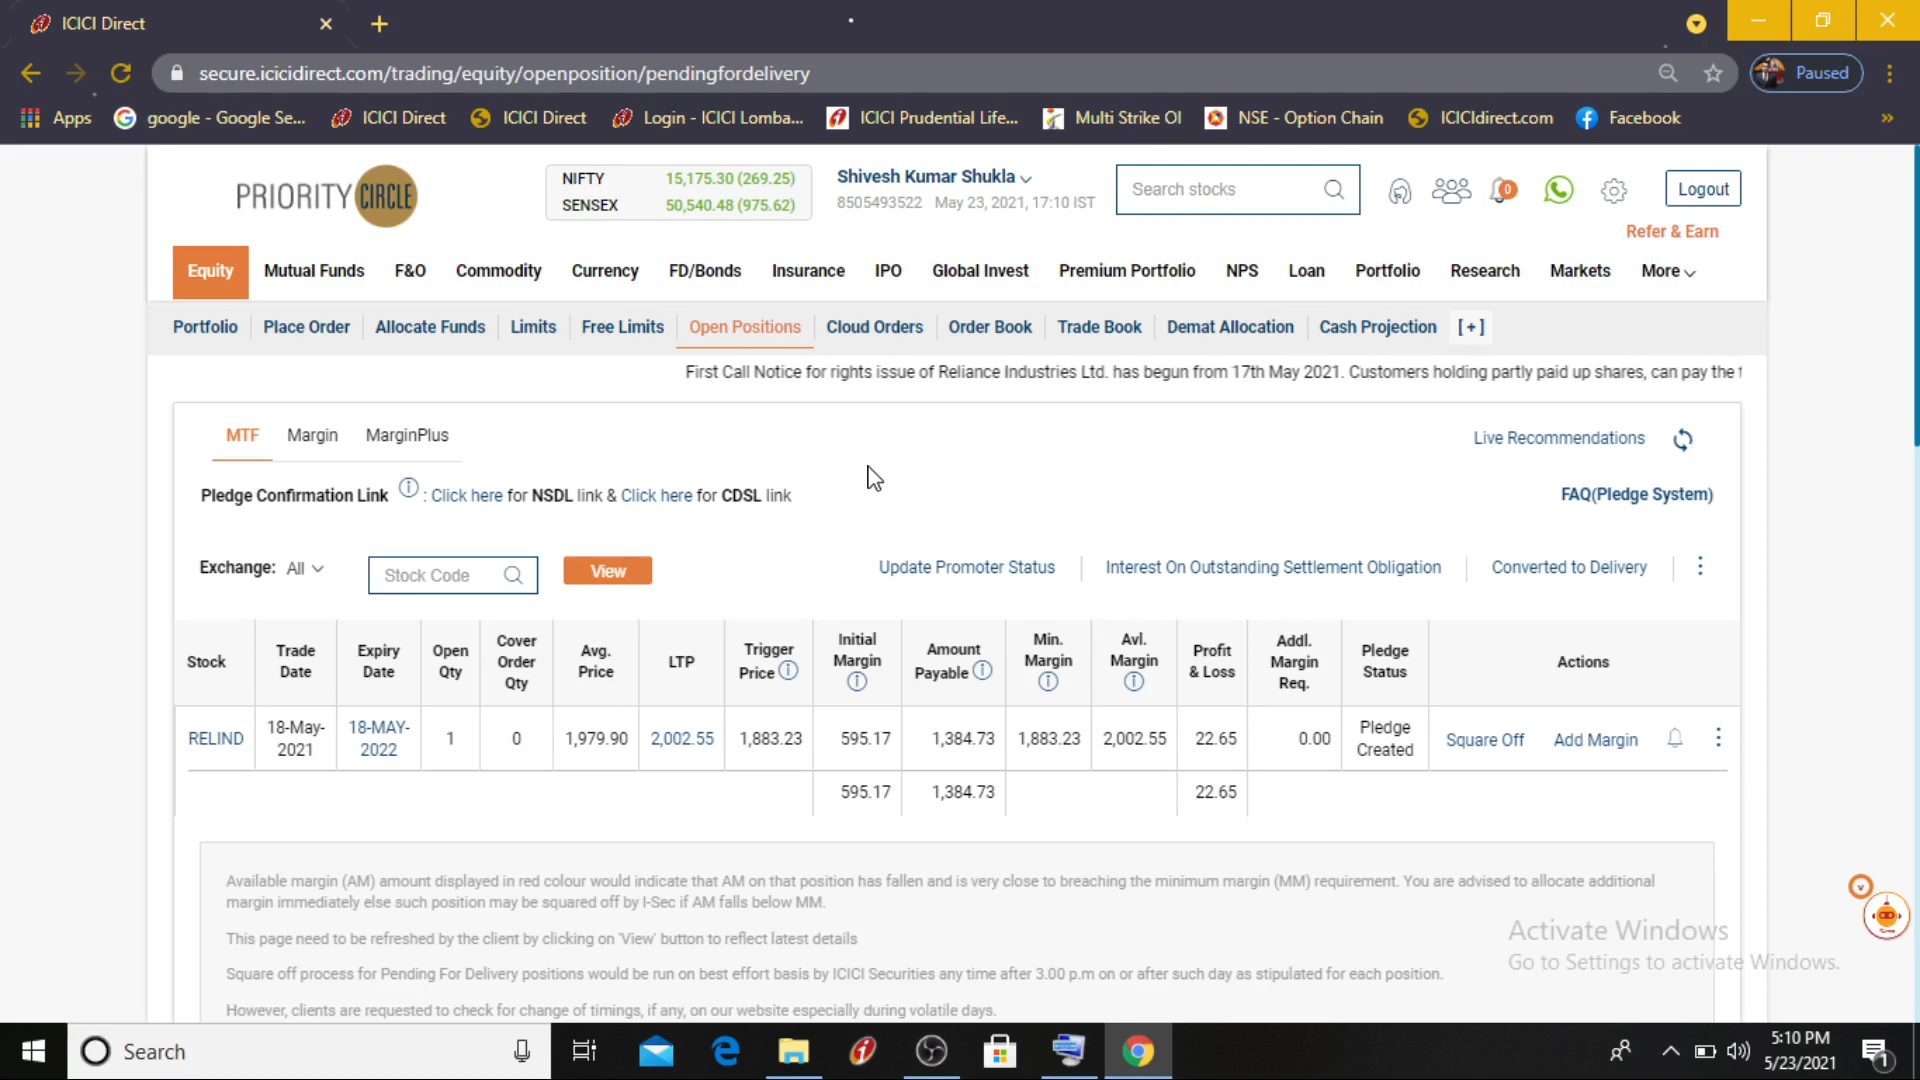 ICICI Direct
secure.icicidirect.com/trading/equity/openposition/pendingfordelivery
Paused
Apps google - Google Se... ICICI Direct ICICI Direct Login - ICICI Lomba... ICICI Prudential Life... Multi Strike OI NSE - Option Chain ICICIdirect.com Facebook »
PRIORITY CIRCLE
NIFTY 15,175.30 (269.25)
SENSEX 50,540.48 (975.62)
Shivesh Kumar Shukla
8505493522 May 23, 2021, 17:10 IST
Search stocks
0
Logout
Refer & Earn
Equity Mutual Funds F&O Commodity Currency FD/Bonds Insurance IPO Global Invest Premium Portfolio NPS Loan Portfolio Research Markets More
Portfolio Place Order Allocate Funds Limits Free Limits Open Positions Cloud Orders Order Book Trade Book Demat Allocation Cash Projection [+]
First Call Notice for rights issue of Reliance Industries Ltd. has begun from 17th May 2021. Customers holding partly paid up shares, can pay the
MTF Margin MarginPlus
Live Recommendations
Pledge Confirmation Link : Click here for NSDL link & Click here for CDSL link
FAQ(Pledge System)
Exchange: All Stock Code View
Update Promoter Status Interest On Outstanding Settlement Obligation Converted to Delivery
Stock Trade Date Expiry Date Open Qty Cover Order Qty Avg. Price LTP Trigger Price Initial Margin Amount Payable Min. Margin Avl. Margin Profit & Loss Addl. Margin Req. Pledge Status Actions
RELIND 18-May-2021 18-MAY-2022 1 0 1,979.90 2,002.55 1,883.23 595.17 1,384.73 1,883.23 2,002.55 22.65 0.00 Pledge Created Square Off Add Margin
595.17 1,384.73 22.65
Available margin (AM) amount displayed in red colour would indicate that AM on that position has fallen and is very close to breaching the minimum margin (MM) requirement. You are advised to allocate additional
margin immediately else such position may be squared off by I-Sec if AM falls below MM.
This page need to be refreshed by the client by clicking on 'View' button to reflect latest details
Square off process for Pending For Delivery positions would be run on best effort basis by ICICI Securities any time after 3.00 p.m on or after such day as stipulated for each position.
However, clients are requested to check for change of timings, if any, on our website especially during volatile days.
Activate Windows
Go to Settings to activate Windows.
Search
5:10 PM
5/23/2021
1